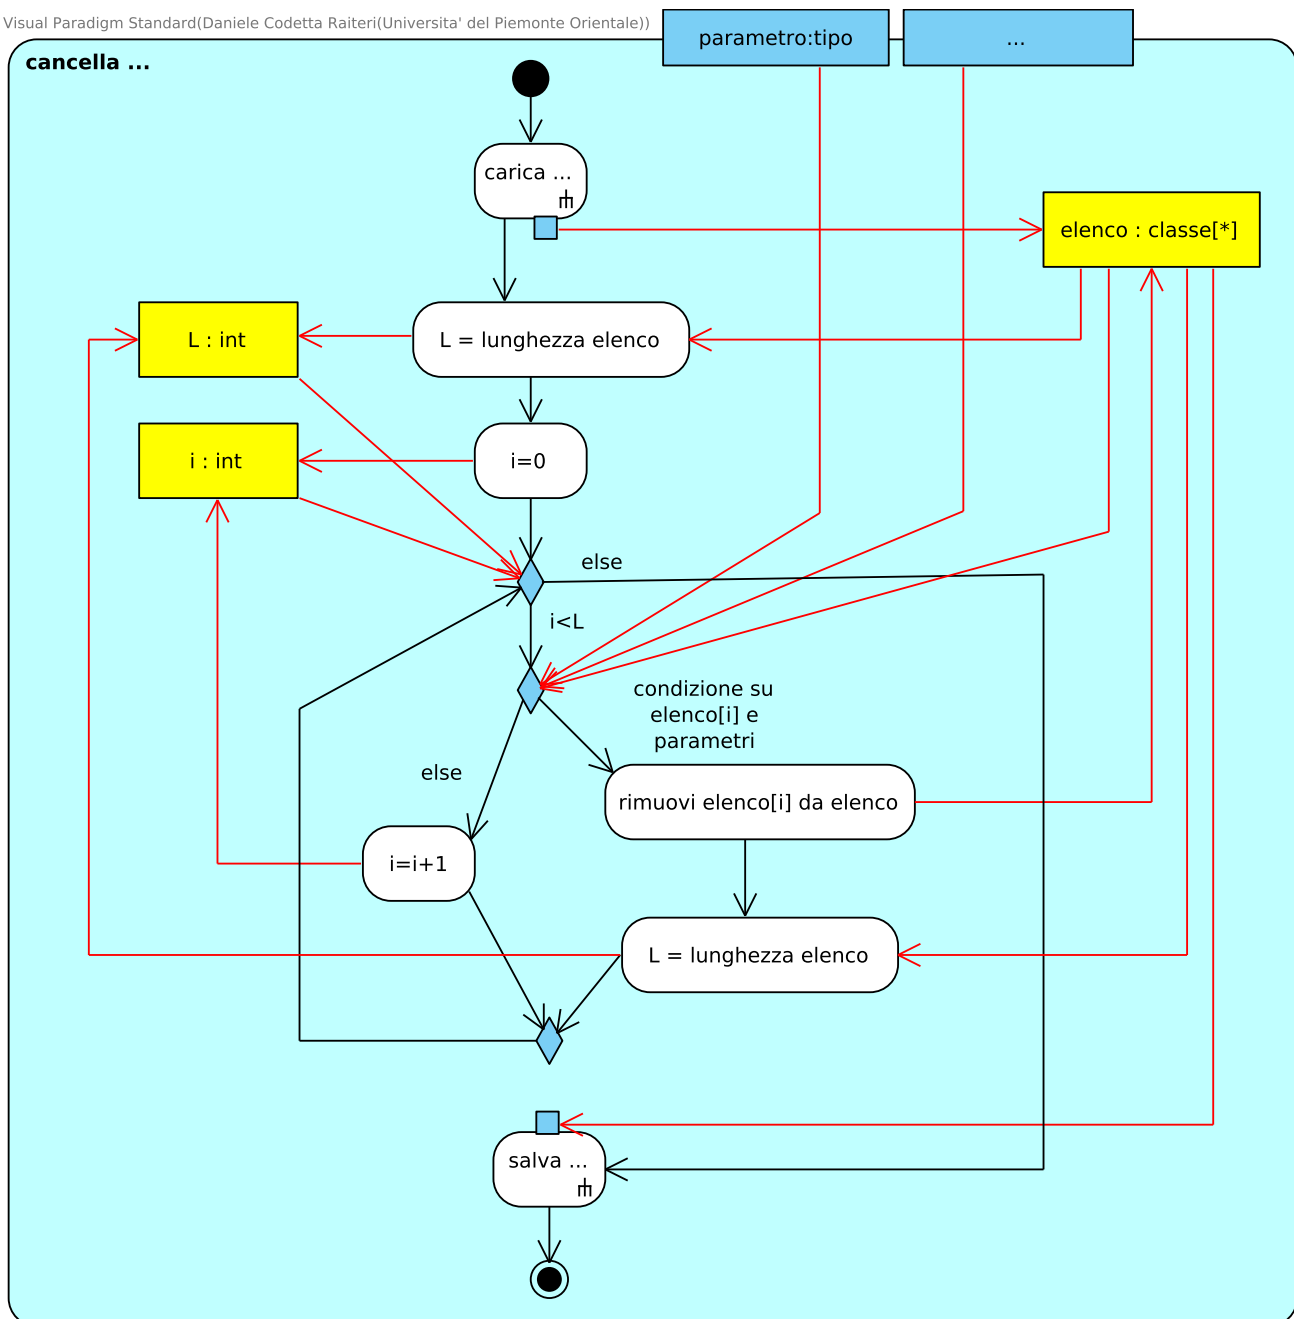 Visual Paradigm Standard(Daniele Codetta Raiteri(Universita' del Piemonte Orientale))
parametro:tipo
...
cancella ...
carica ...
elenco : classe[*]
L : int
L = lunghezza elenco
i : int
i=0
else
i<L
condizione su
elenco[i] e
parametri
else
rimuovi elenco[i] da elenco
i=i+1
L = lunghezza elenco
salva ...